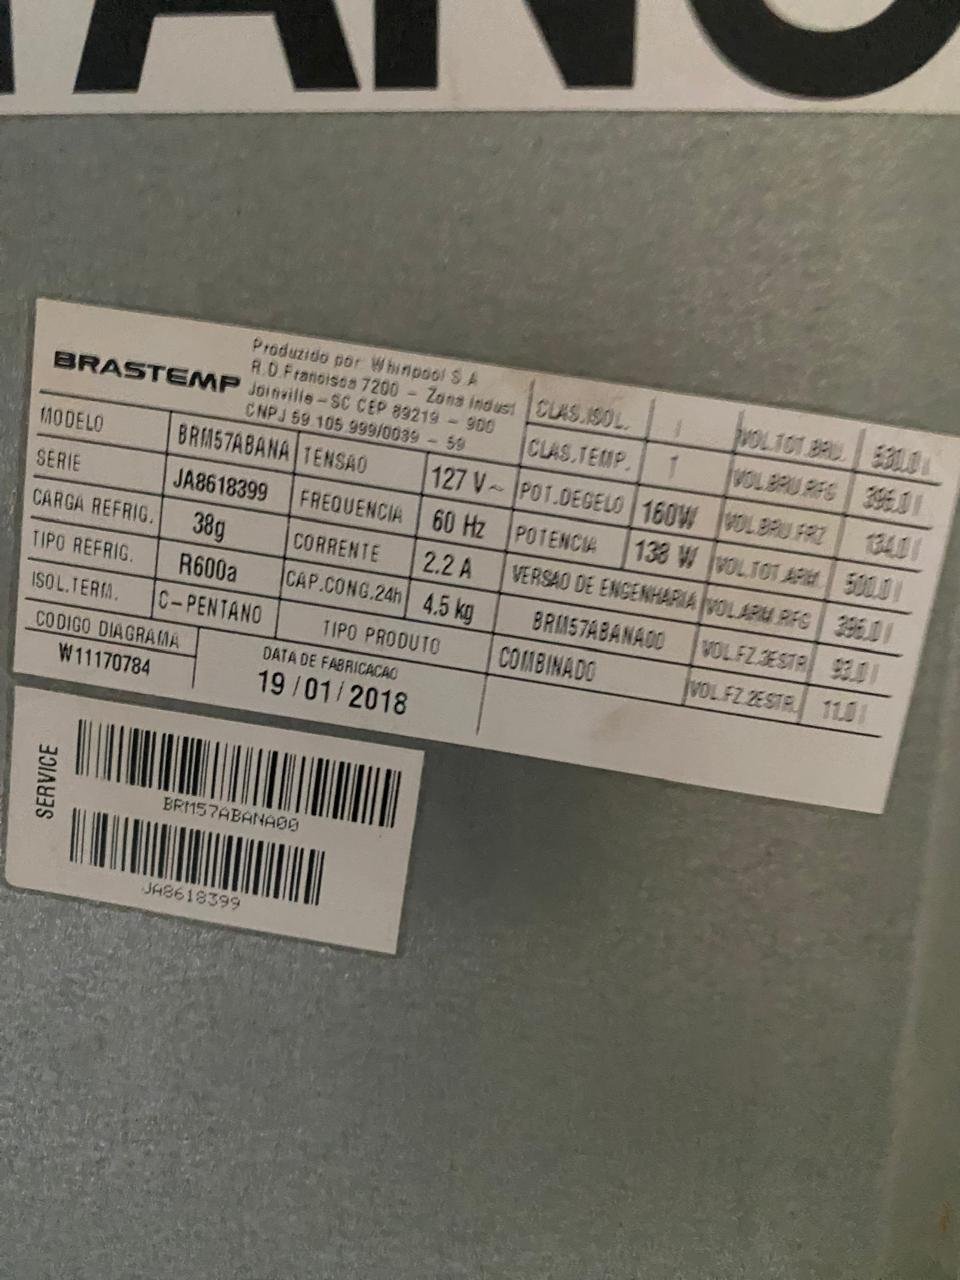 TANO
BRASTEMP
Produzido por Whirlpool S A
R.D.Francisca 7200 - Zona Indust
Joinville-SC CEP 89219 - 900
CNPJ 59.105.999/0039 - 59
MODELO BRM57ABANA
SERIE JA8618399
CARGA REFRIG. 38g
TIPO REFRIG. R600a
ISOL.TERM. C-PENTANO
CODIGO DIAGRAMA
W11170784
TENSAO 127 V~
FREQUENCIA 60 Hz
CORRENTE 2.2 A
CAP.CONG.24h 4.5 kg
TIPO PRODUTO COMBINADO
DATA DE FABRICACAO
19/01/2018
CLAS.ISOL. I
CLAS.TEMP. T
POT.DEGELO 160W
POTENCIA 138 W
VERSAO DE ENGENHARIA
BRM57ABANA00
VOL.TOT.BRU. 530.0 l
VOL.BRU.RFG 396.0 l
VOL.BRU.FRZ 134.0 l
VOL.TOT.ARM. 500.0 l
VOL.ARM.RFG 396.0 l
VOL.FZ.3ESTR. 93.0 l
VOL.FZ.2ESTR. 11.0 l
SERVICE
BRM57ABANA00
JA8618399